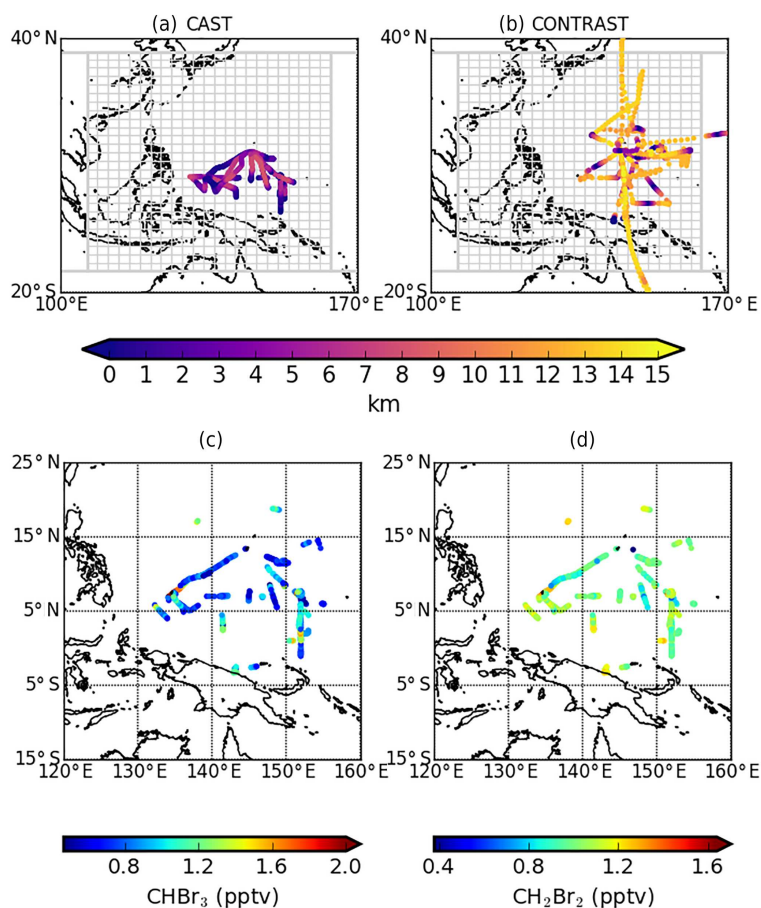 (a) CAST
(b) CONTRAST
40° N
40° N
20° S
20° S
100° E
170° E
100° E
170° E
0 1 2 3 4 5 6 7 8 9 10 11 12 13 14 15
km
(c)
(d)
25° N
25° N
15° N
15° N
5° N
5° N
5° S
5° S
15° S
15° S
120° E 130° E 140° E 150° E 160° E
120° E 130° E 140° E 150° E 160° E
0.8 1.2 1.6 2.0
0.4 0.8 1.2 1.6
CHBr₃ (pptv)
CH₂Br₂ (pptv)